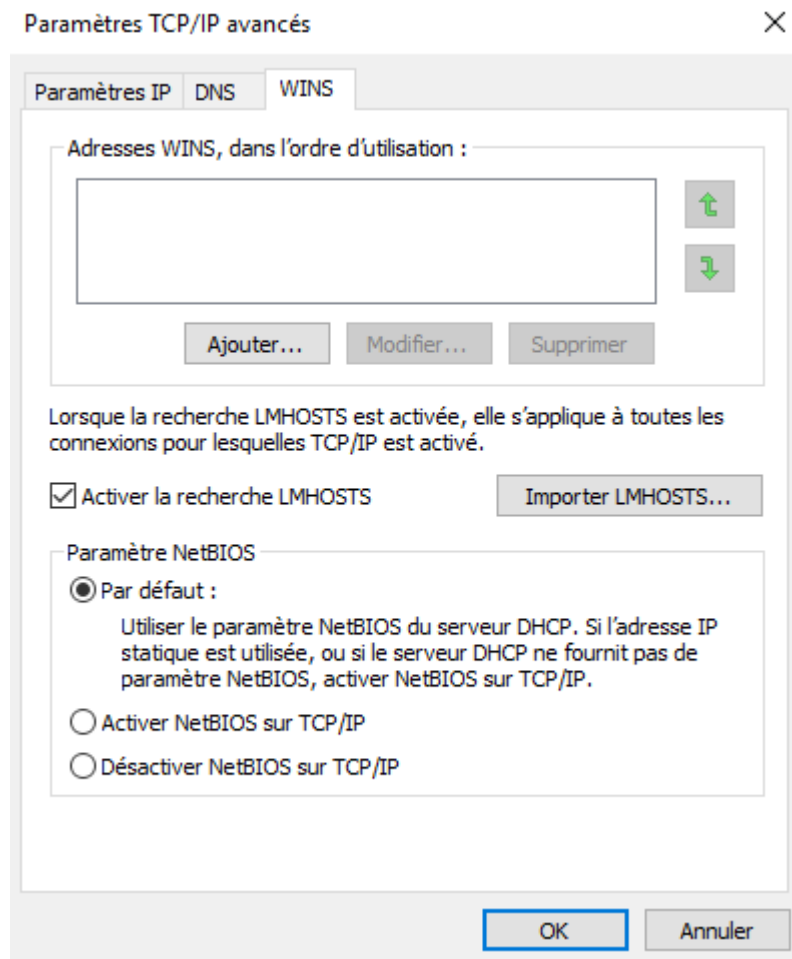 Paramètres TCP/IP avancés
Paramètres IP
DNS
WINS
Adresses WINS, dans l’ordre d’utilisation :
Ajouter...
Modifier...
Supprimer
Lorsque la recherche LMHOSTS est activée, elle s’applique à toutes les
connexions pour lesquelles TCP/IP est activé.
Activer la recherche LMHOSTS
Importer LMHOSTS...
Paramètre NetBIOS
Par défaut :
Utiliser le paramètre NetBIOS du serveur DHCP. Si l’adresse IP
statique est utilisée, ou si le serveur DHCP ne fournit pas de
paramètre NetBIOS, activer NetBIOS sur TCP/IP.
Activer NetBIOS sur TCP/IP
Désactiver NetBIOS sur TCP/IP
OK
Annuler